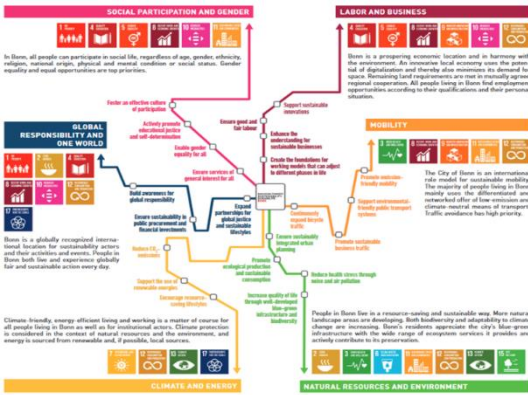 SOCIAL PARTICIPATION AND GENDER
In Bonn, all people can participate in social life, regardless of age, gender, ethnicity,
religion, national origin, physical and mental condition or social status. Gender
equality and equal opportunities are top priorities.
LABOR AND BUSINESS
Bonn is a prospering economic location and in harmony with
the environment. An innovative local economy uses the poten-
tial of digitalization and thereby also minimizes its demand for
space. Remaining land requirements are met in mutually agreed
regional cooperation. All people living in Bonn find employment
opportunities according to their qualifications and their personal
situation.
Foster an effective culture
of participation
Actively promote
educational justice
and self-determination
Enable gender
equality for all
Ensure services of
general interest for all
Support sustainable
innovations
Ensure good and
fair labour
Enhance the
understanding for
sustainable businesses
Create the foundations for
working models that can adjust
to different phases in life
GLOBAL
RESPONSIBILITY AND
ONE WORLD
Build awareness for
global responsibility
Ensure sustainability in
public procurement and
financial investments
Expand
partnerships for
global justice
and sustainable
lifestyles
Bonn is a globally recognized interna-
tional location for sustainability actors
and their activities and events. People in
Bonn both live and experience globally
fair and sustainable action every day.
MOBILITY
The City of Bonn is an international
role model for sustainable mobility.
The majority of people living in Bonn
mainly uses the differentiated and
networked offer of low-emission and
climate neutral means of transport.
Traffic avoidance has high priority.
Promote emission-
friendly mobility
Support environmental-
friendly public transport
systems
Continuously
expand bicycle
traffic
Promote sustainable
business traffic
Reduce CO₂-
emissions
Support the use of
renewable energies
Encourage resource-
saving lifestyles
Climate-friendly, energy efficient living and working is a matter of course for
all people living in Bonn as well as for institutional actors. Climate protection
is considered in the context of natural resources and the environment, and
energy is sourced from renewable and, if possible, local sources.
CLIMATE AND ENERGY
Ensure sustainable
integrated urban
planning
Promote
ecological production
and sustainable
consumption
Reduce health stress through
noise and air pollution
Increase quality of life
through well-developed
blue-green
infrastructure and
biodiversity
People in Bonn live in a resource-saving and sustainable way. More natural
landscape areas are developing. Both biodiversity and adaptability to climate
change are increasing. Bonn's residents appreciate the city's blue-green
infrastructure with the wide range of ecosystem services it provides and
actively contribute to its preservation.
NATURAL RESOURCES AND ENVIRONMENT